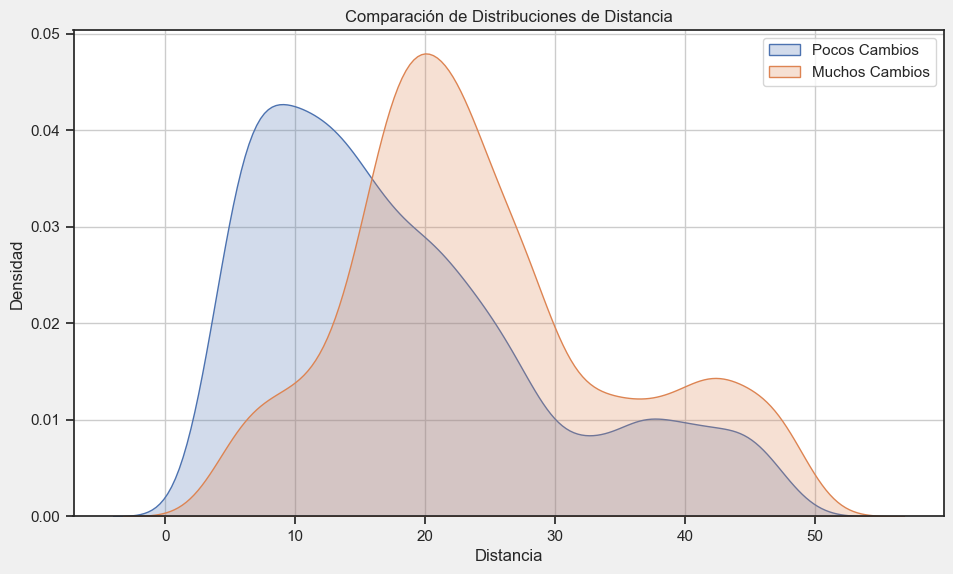 Comparación de Distribuciones de Distancia
Pocos Cambios
Muchos Cambios
Densidad
0.05
0.04
0.03
0.02
0.01
0.00
0 10 20 30 40 50
Distancia